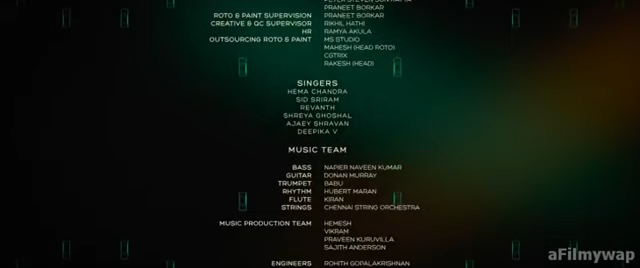 PRANEET BORKAR
ROTO & PAINT SUPERVISION PRANEET BORKAR
CREATIVE & QC SUPERVISOR RIKHIL HATHI
HR RAMYA AKULA
OUTSOURCING ROTO & PAINT MS STUDIO
MAHESH (HEAD ROTO)
CGTRIX
RAKESH (HEAD)
SINGERS
HEMA CHANDRA
SID SRIRAM
REVANTH
SHREYA GHOSHAL
AJAEY SHRAVAN
DEEPIKA V
MUSIC TEAM
BASS NAPIER NAVEEN KUMAR
GUITAR DONAN MURRAY
TRUMPET BABU
RHYTHM HUBERT MARAN
FLUTE KIRAN
STRINGS CHENNAI STRING ORCHESTRA
MUSIC PRODUCTION TEAM HEMESH
VIKRAM
PRAVEEN KURUVILLA
SAJITH ANDERSON
ENGINEERS ROHITH GOPALAKRISHNAN
aFilmywap